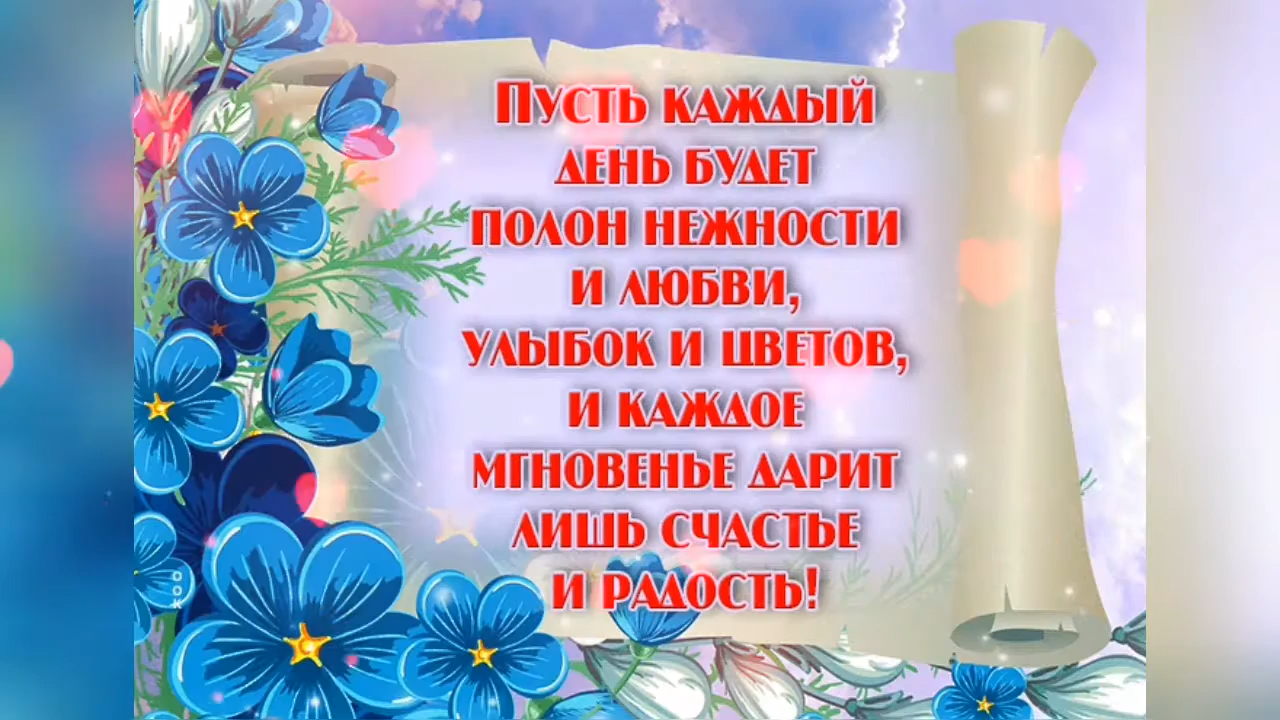 Пусть каждый
день будет
полон нежности
и любви,
улыбок и цветов,
и каждое
мгновенье дарит
лишь счастье
и радость!